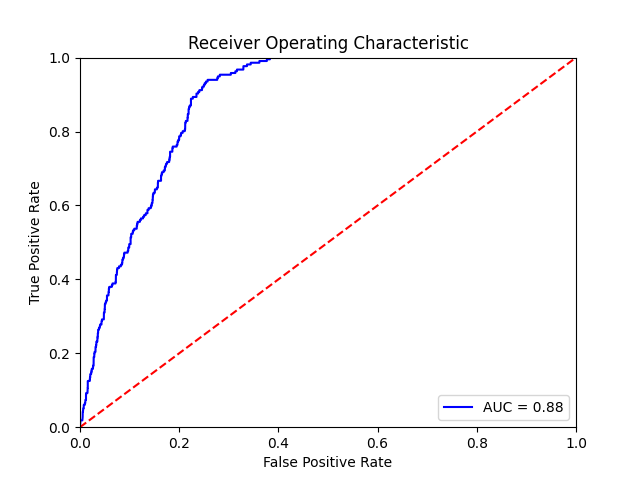 Receiver Operating Characteristic
1.0
0.8
0.6
0.4
0.2
0.0
True Positive Rate
AUC = 0.88
0.0 0.2 0.4 0.6 0.8 1.0
False Positive Rate